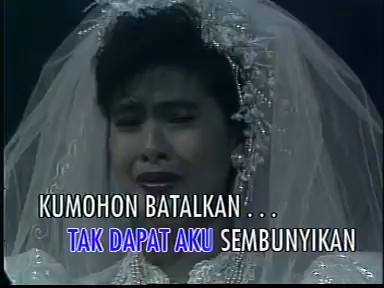 KUMOHON BATALKAN . . .
TAK DAPAT AKU SEMBUNYIKAN